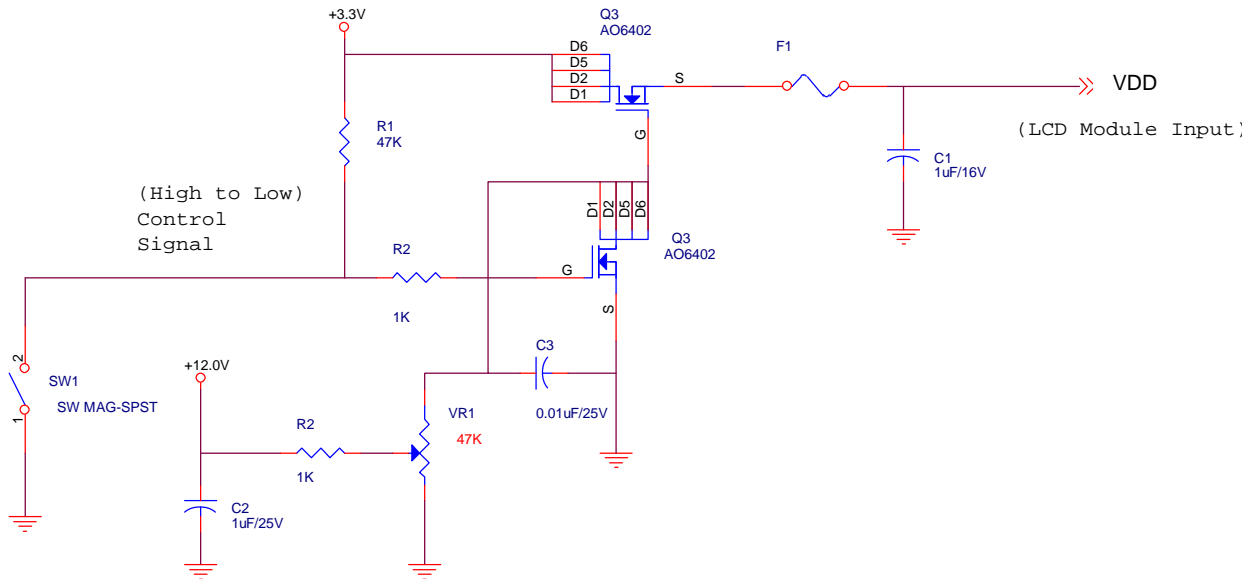 +3.3V
Q3
AO6402
D6
D5
D2
D1
S
G
F1
VDD
(LCD Module Input)
R1
47K
C1
1uF/16V
(High to Low)
Control
Signal
D1
D2
D5
D6
Q3
AO6402
R2
1K
G
S
2
1
SW1
SW MAG-SPST
+12.0V
C3
0.01uF/25V
R2
1K
VR1
47K
C2
1uF/25V